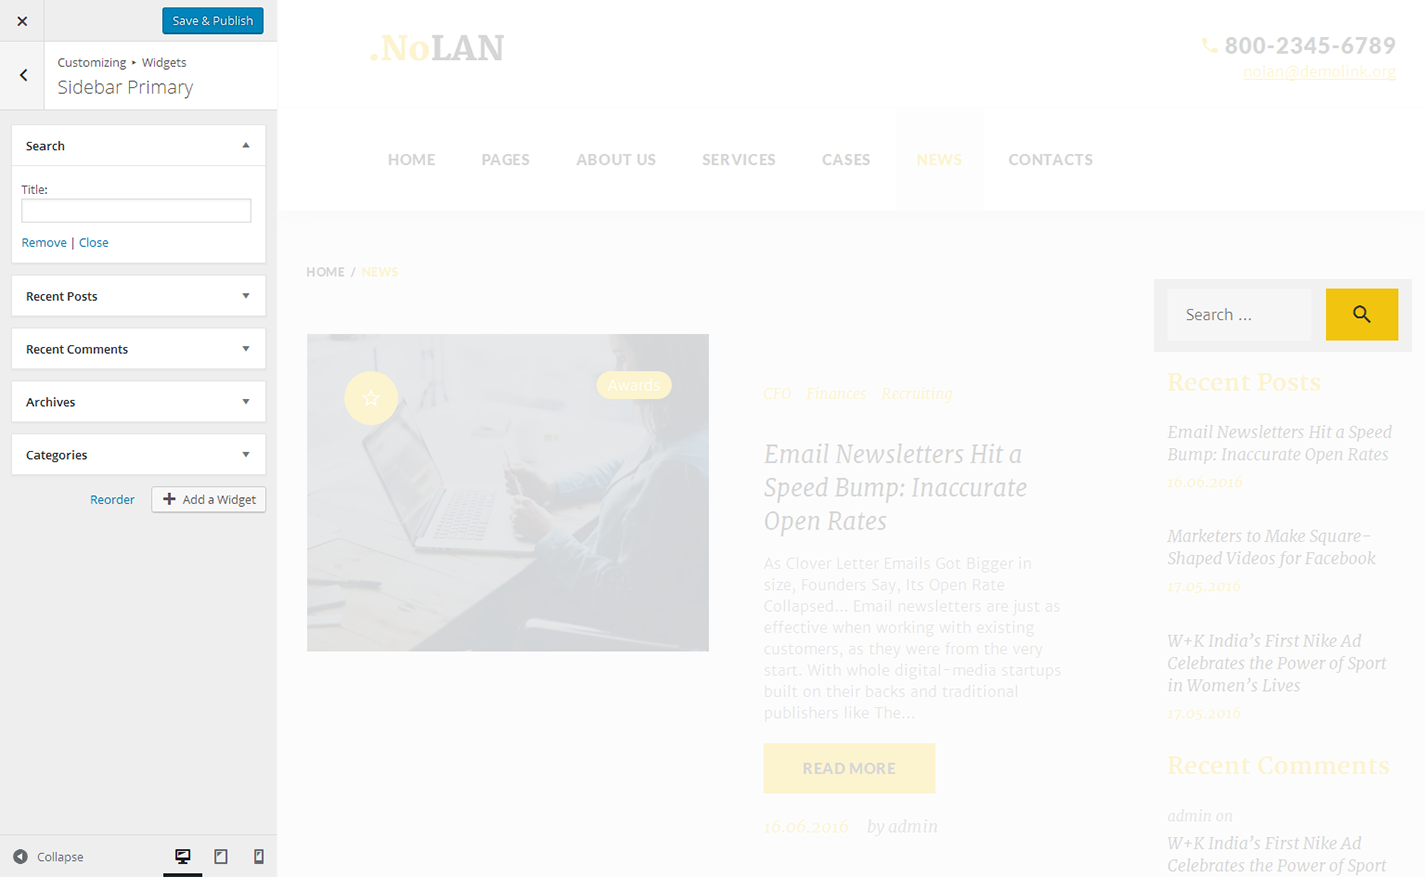 Save & Publish
Customizing ▸ Widgets
Sidebar Primary
Search
Title:
Remove | Close
Recent Posts
Recent Comments
Archives
Categories
Reorder
Add a Widget
Collapse
.NoLAN
800-2345-6789
nolan@demolink.org
HOME PAGES ABOUT US SERVICES CASES NEWS CONTACTS
HOME / NEWS
Awards
CFO Finances Recruiting
Email Newsletters Hit a
Speed Bump: Inaccurate
Open Rates
As Clover Letter Emails Got Bigger in
size, Founders Say, Its Open Rate
Collapsed... Email newsletters are just as
effective when working with existing
customers, as they were from the very
start. With whole digital-media startups
built on their backs and traditional
publishers like The...
READ MORE
16.06.2016 by admin
Search ...
Recent Posts
Email Newsletters Hit a Speed
Bump: Inaccurate Open Rates
16.06.2016
Marketers to Make Square-
Shaped Videos for Facebook
17.05.2016
W+K India’s First Nike Ad
Celebrates the Power of Sport
in Women’s Lives
17.05.2016
Recent Comments
admin on
W+K India’s First Nike Ad
Celebrates the Power of Sport